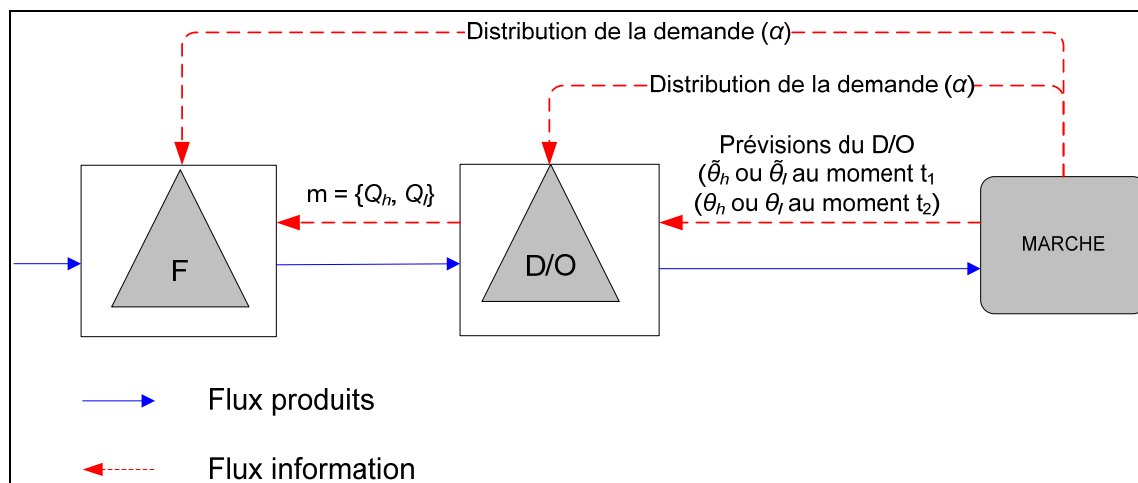 Distribution de la demande (α)
Distribution de la demande (α)
Prévisions du D/O
(θ̃h ou θ̃l au moment t1
(θh ou θl au moment t2)
m = {Qh, Ql}
F
D/O
MARCHE
Flux produits
Flux information